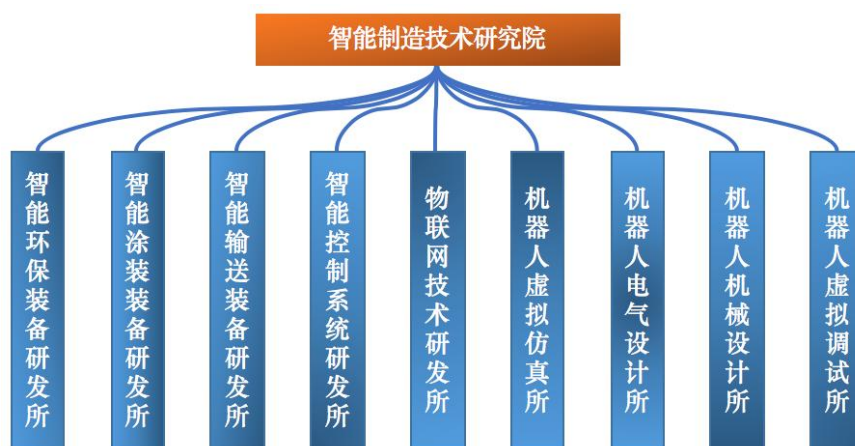 智能制造技术研究院
智能环保装备研发所
智能涂装装备研发所
智能输送装备研发所
智能控制系统研发所
物联网技术研发所
机器人虚拟仿真所
机器人电气设计所
机器人机械设计所
机器人虚拟调试所